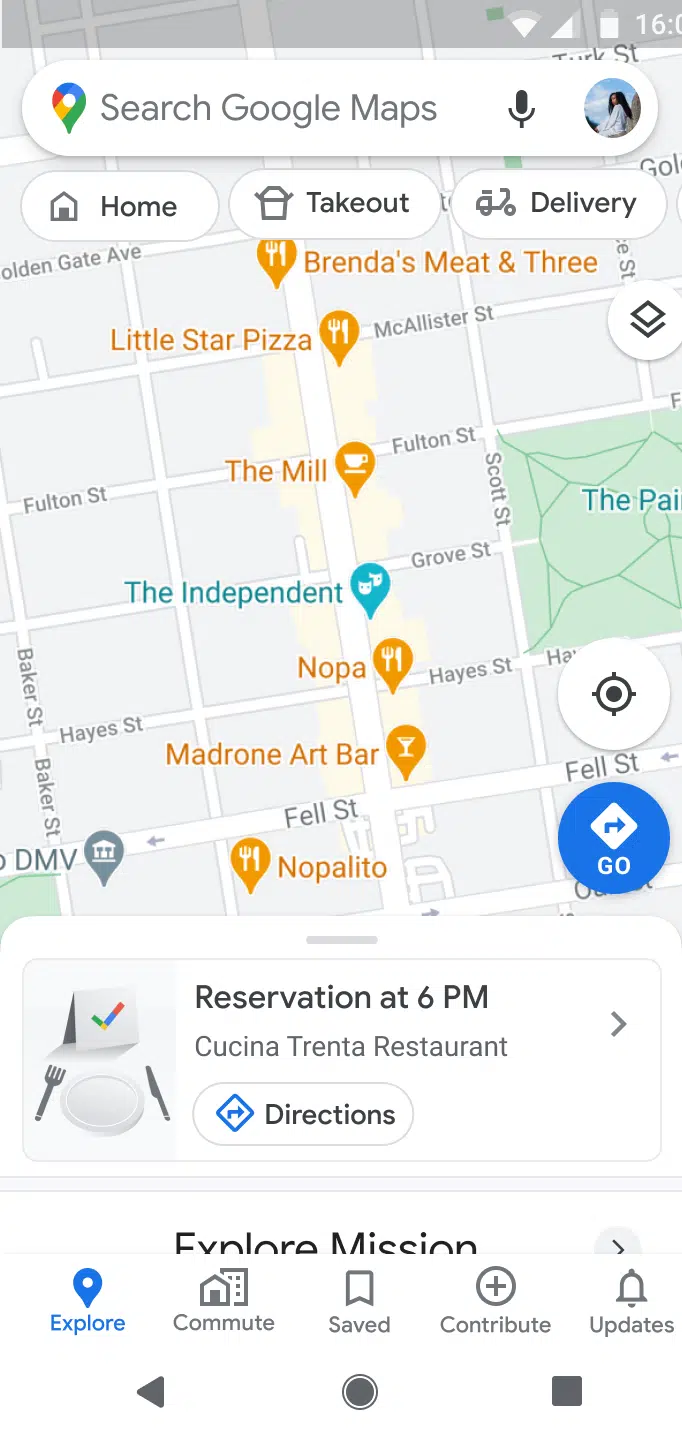 Turk St
Search Google Maps
Home
Takeout
Delivery
Golden Gate Ave
Brenda's Meat & Three
Little Star Pizza
McAllister St
Fulton St
The Mill
Scott St
Fulton St
The
Grove St
The Independent
Nopa
Hayes St
Baker St
Hayes St
Madrone Art Bar
Fell St
Baker St
Fell St
GO
DMV
Nopalito
Reservation at 6 PM
Cucina Trenta Restaurant
Directions
Explore Mission
Explore
Commute
Saved
Contribute
Updates